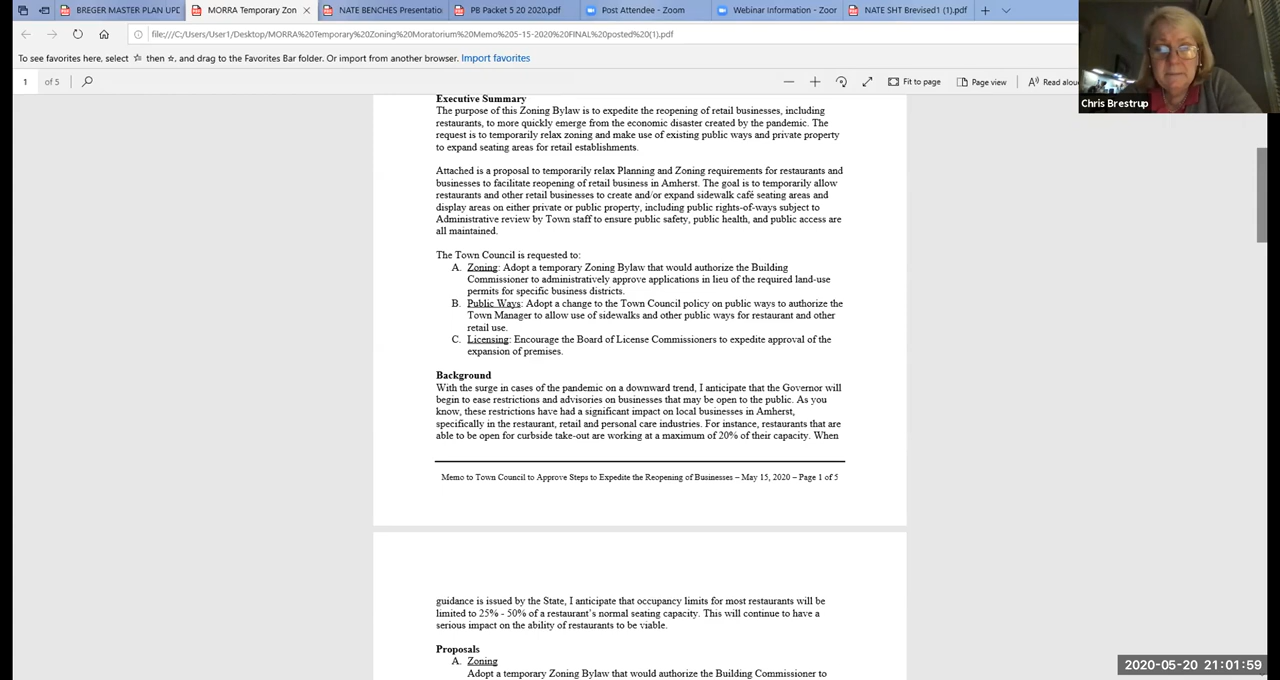 BREGER MASTER PLAN UPD
MORRA Temporary Zon
NATE BENCHES Presentatio
PB Packet 5 20 2020.pdf
Post Attendee - Zoom
Webinar Information - Zoor
NATE SHT Brevised1 (1).pdf
file:///C:/Users/User1/Desktop/MORRA%20Temporary%20Zoning%20Moratorium%20Memo%205-15-2020%20FINAL%20posted%20(1).pdf
To see favorites here, select ☆ then ☆, and drag to the Favorites Bar folder. Or import from another browser. Import favorites
1 of 5
Fit to page
Page view
Read alou
Chris Brestrup
Executive Summary
The purpose of this Zoning Bylaw is to expedite the reopening of retail businesses, including
restaurants, to more quickly emerge from the economic disaster created by the pandemic. The
request is to temporarily relax zoning and make use of existing public ways and private property
to expand seating areas for retail establishments.
Attached is a proposal to temporarily relax Planning and Zoning requirements for restaurants and
businesses to facilitate reopening of retail business in Amherst. The goal is to temporarily allow
restaurants and other retail businesses to create and/or expand sidewalk café seating areas and
display areas on either private or public property, including public rights-of-ways subject to
Administrative review by Town staff to ensure public safety, public health, and public access are
all maintained.
The Town Council is requested to:
A. Zoning: Adopt a temporary Zoning Bylaw that would authorize the Building
Commissioner to administratively approve applications in lieu of the required land-use
permits for specific business districts.
B. Public Ways: Adopt a change to the Town Council policy on public ways to authorize the
Town Manager to allow use of sidewalks and other public ways for restaurant and other
retail use.
C. Licensing: Encourage the Board of License Commissioners to expedite approval of the
expansion of premises.
Background
With the surge in cases of the pandemic on a downward trend, I anticipate that the Governor will
begin to ease restrictions and advisories on businesses that may be open to the public. As you
know, these restrictions have had a significant impact on local businesses in Amherst,
specifically in the restaurant, retail and personal care industries. For instance, restaurants that are
able to be open for curbside take-out are working at a maximum of 20% of their capacity. When
Memo to Town Council to Approve Steps to Expedite the Reopening of Businesses – May 15, 2020 – Page 1 of 5
guidance is issued by the State, I anticipate that occupancy limits for most restaurants will be
limited to 25% - 50% of a restaurant's normal seating capacity. This will continue to have a
serious impact on the ability of restaurants to be viable.
Proposals
A. Zoning
Adopt a temporary Zoning Bylaw that would authorize the Building Commissioner to
2020-05-20 21:01:59